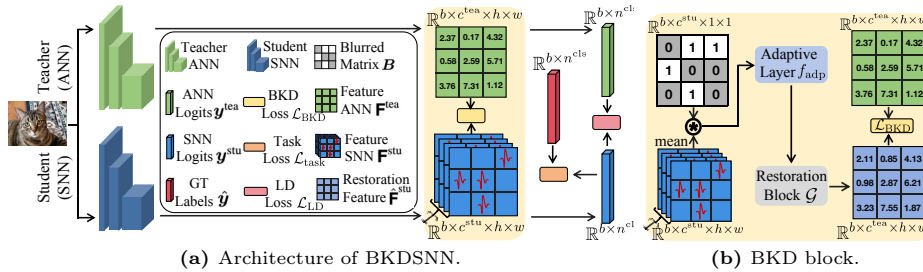 Teacher
(ANN)
Student
(SNN)
Teacher
ANN
Student
SNN
Blurred
Matrix B
ANN
Logits y^tea
BKD
Loss L_BKD
Feature
ANN F^tea
SNN
Logits y^stu
Task
Loss L_task
Feature
SNN F^stu
GT
Labels ŷ
LD
Loss L_LD
Restoration
Feature F̂^stu
ℝ^b×c^tea×h×w
2.37 0.17 4.32
0.58 2.59 5.71
3.76 7.31 1.12
ℝ^b×c^stu×h×w
ℝ^b×n^cls
ℝ^b×n^cls
ℝ^b×n^cls
(a) Architecture of BKDSNN.
ℝ^b×c^stu×1×1
0 1 1
0 1 0
0 1 0
mean
ℝ^b×c^stu×h×w
Adaptive
Layer f_adp
Restoration
Block G
ℝ^b×c^tea×h×w
2.37 0.17 4.32
0.58 2.59 5.71
3.76 7.31 1.12
L_BKD
2.11 0.85 4.13
0.98 2.87 6.21
3.23 7.55 1.87
ℝ^b×c^tea×h×w
(b) BKD block.